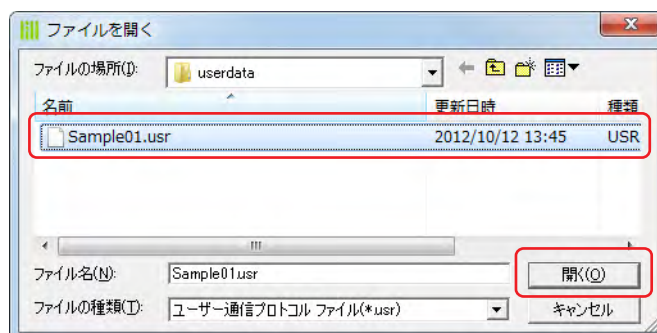 ファイルを開く
ファイルの場所(I): userdata
名前 更新日時 種類
Sample01.usr 2012/10/12 13:45 USR
ファイル名(N): Sample01.usr 開く(O)
ファイルの種類(T): ユーザー通信プロトコル ファイル(*.usr) キャンセル